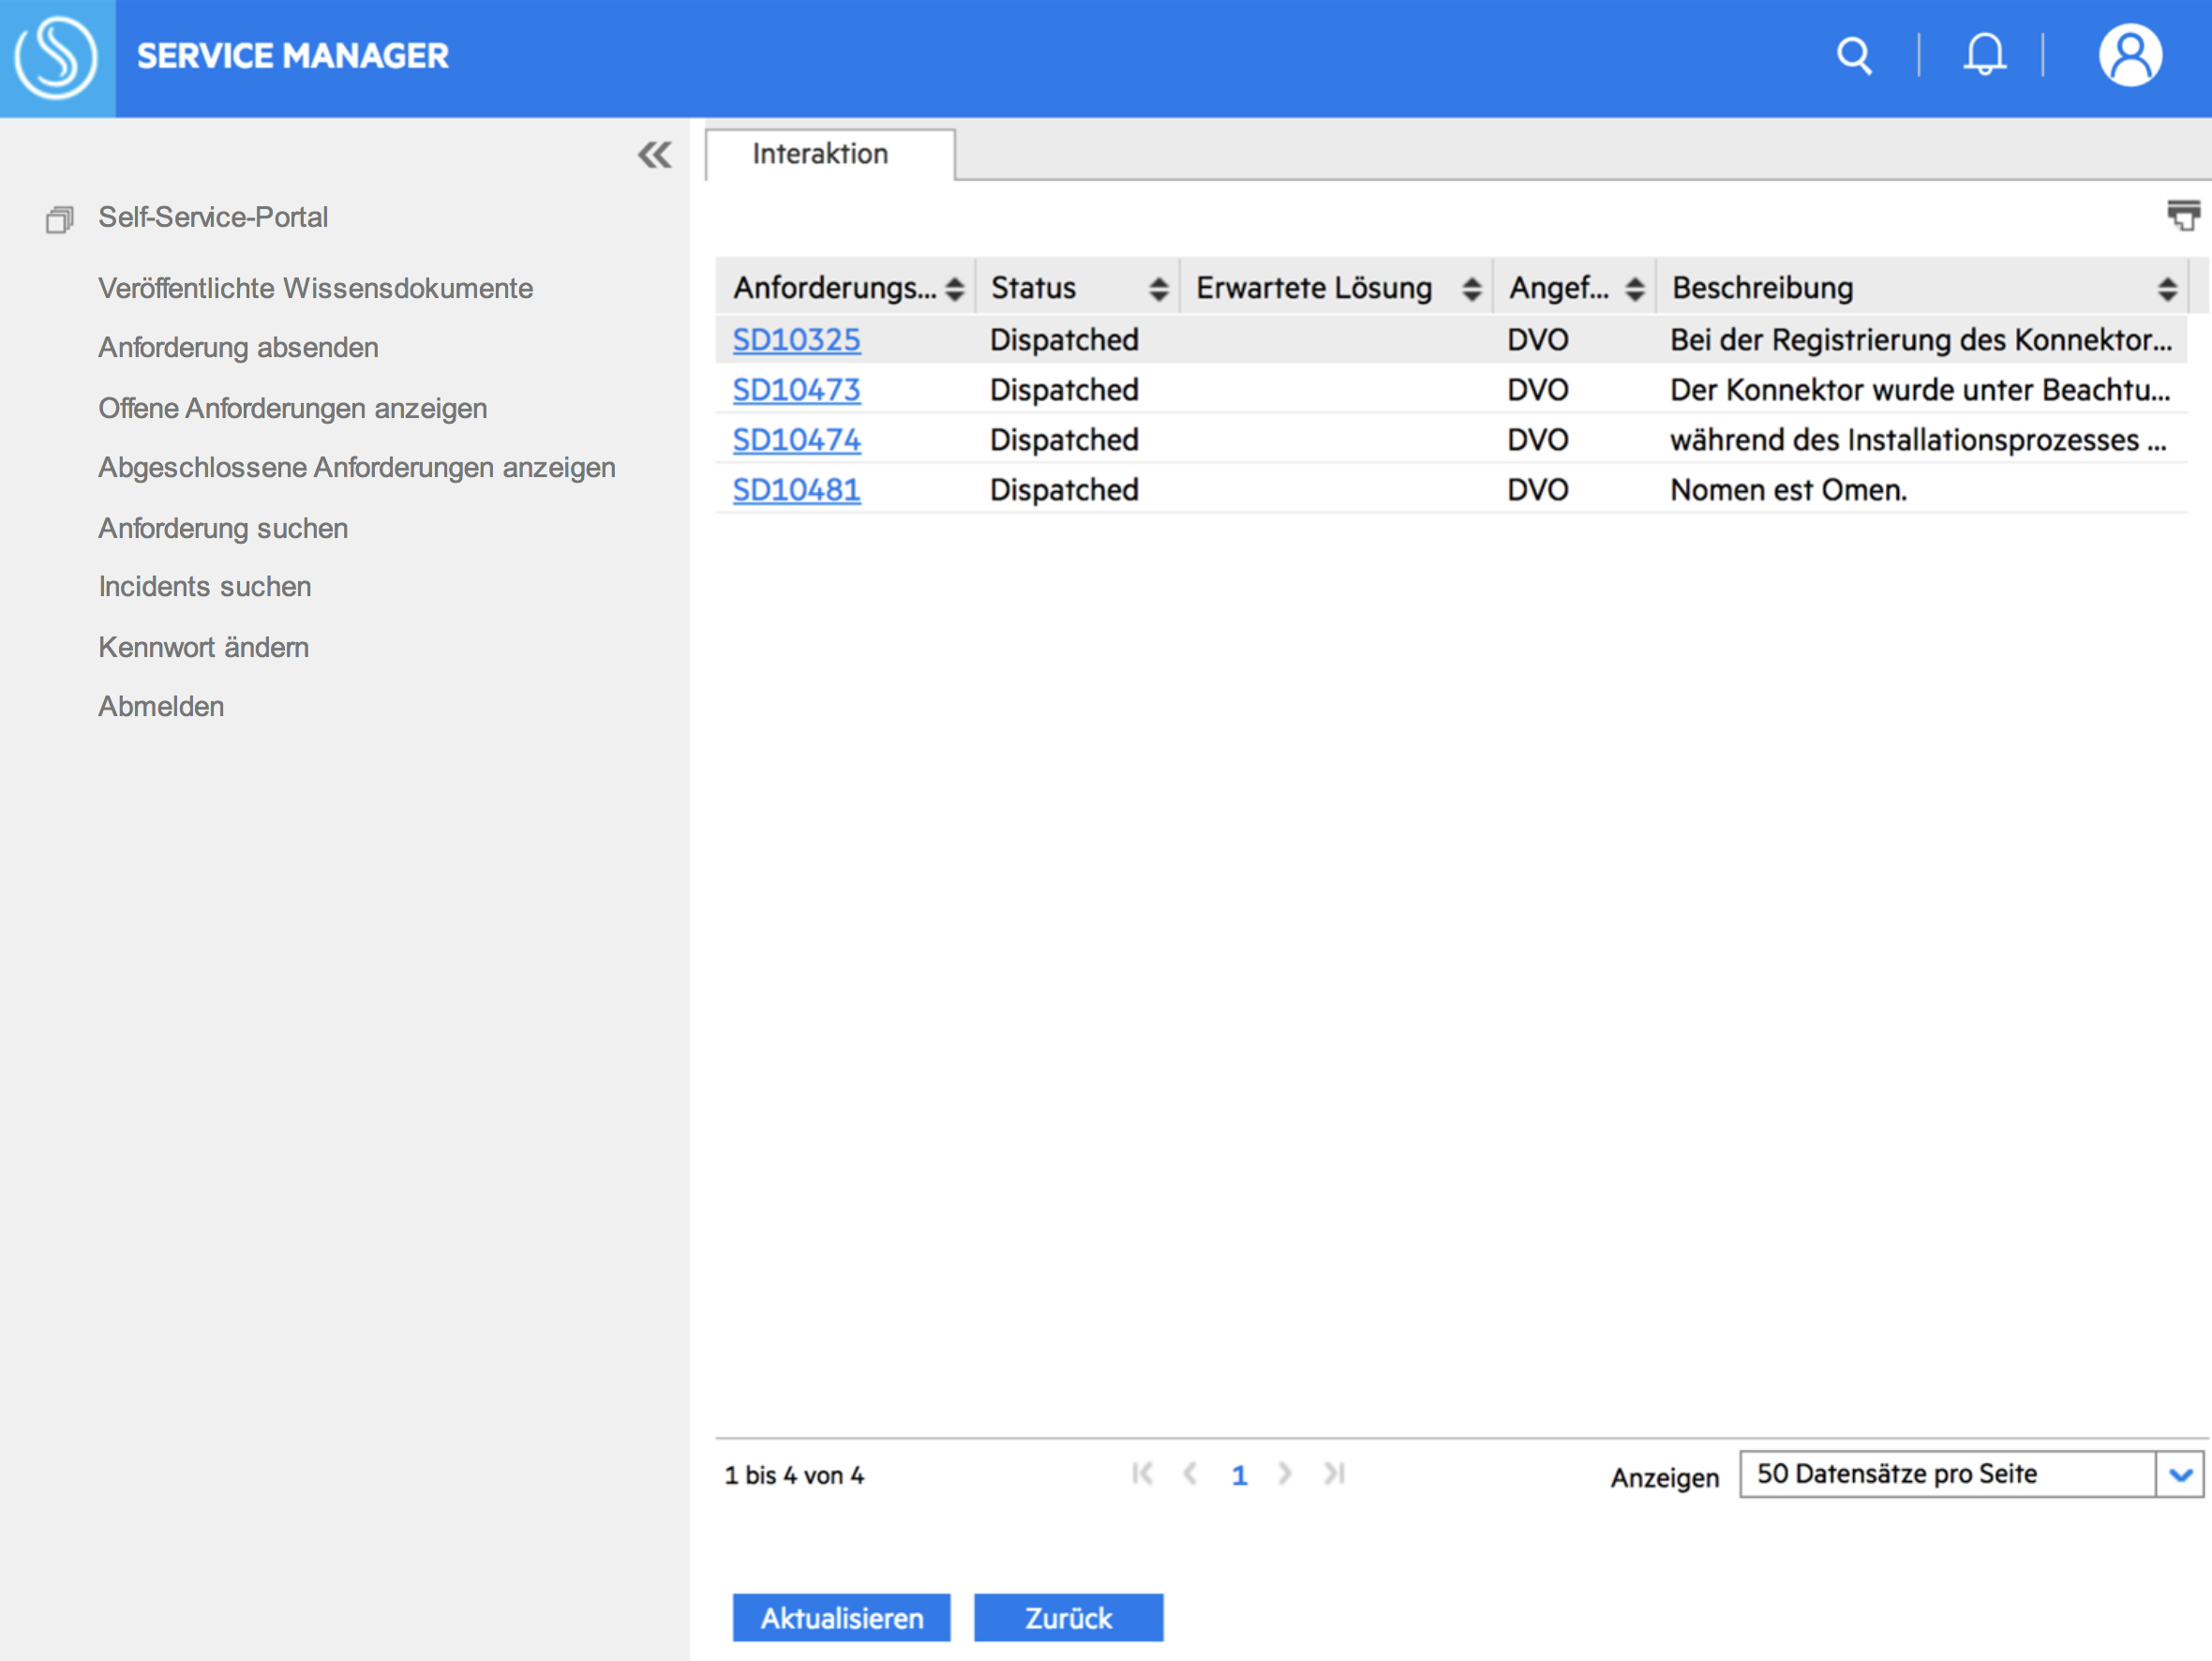 SERVICE MANAGER
Self-Service-Portal
Veröffentlichte Wissensdokumente
Anforderung absenden
Offene Anforderungen anzeigen
Abgeschlossene Anforderungen anzeigen
Anforderung suchen
Incidents suchen
Kennwort ändern
Abmelden
Interaktion
Anforderungs... Status Erwartete Lösung Angef... Beschreibung
SD10325 Dispatched DVO Bei der Registrierung des Konnektor...
SD10473 Dispatched DVO Der Konnektor wurde unter Beachtu...
SD10474 Dispatched DVO während des Installationsprozesses ...
SD10481 Dispatched DVO Nomen est Omen.
1 bis 4 von 4 1 Anzeigen 50 Datensätze pro Seite
Aktualisieren Zurück